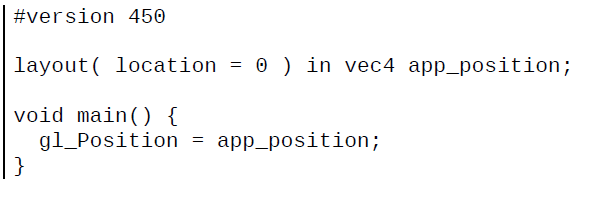 #version 450
layout( location = 0 ) in vec4 app_position;
void main() {
gl_Position = app_position;
}